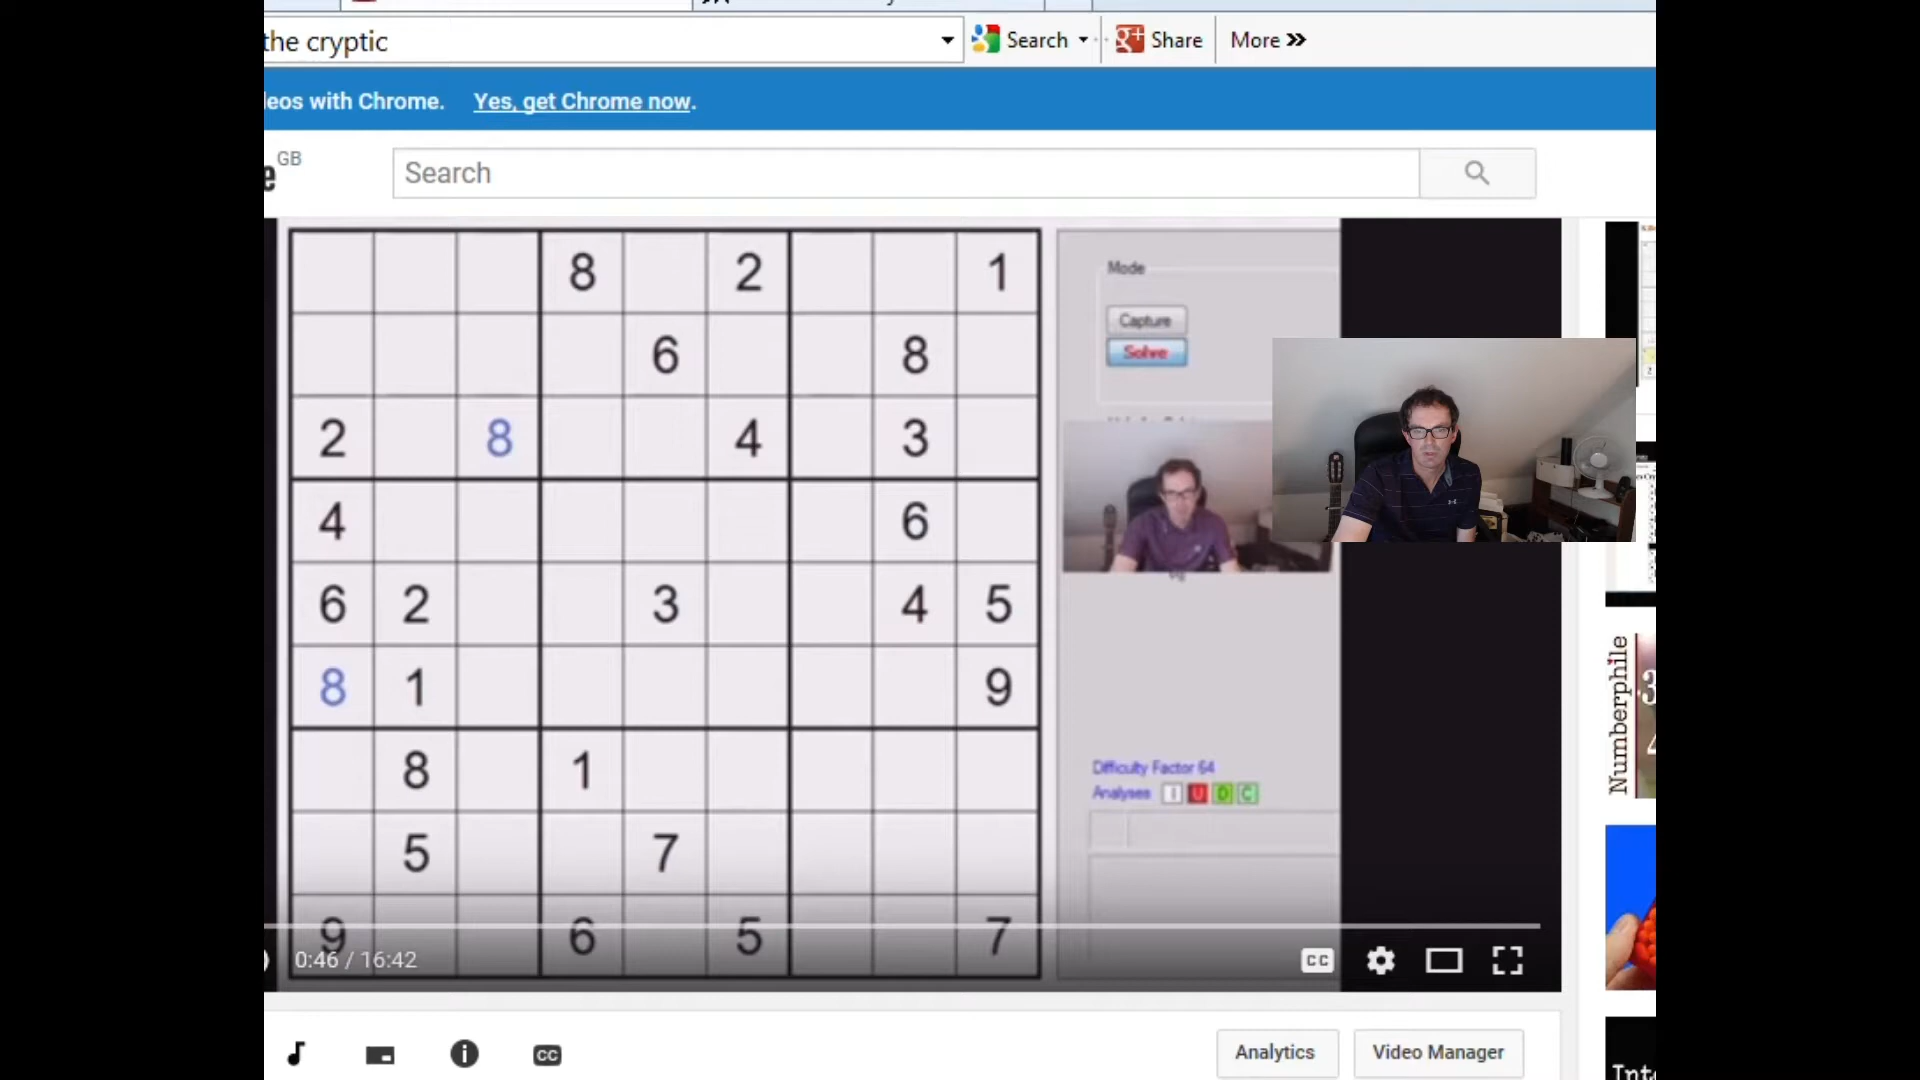 the cryptic
Search
Share
More
deos with Chrome. Yes, get Chrome now.
e GB
Search
8 2 1
6 8
2 8 4 3
4 6
6 2 3 4 5
8 1 9
8 1
5 7
9 6 5 7
Mode
Capture
Solve
Difficulty Factor 64
Analyses I U D C
Numberphile
0:46 / 16:42
CC
CC
Analytics
Video Manager